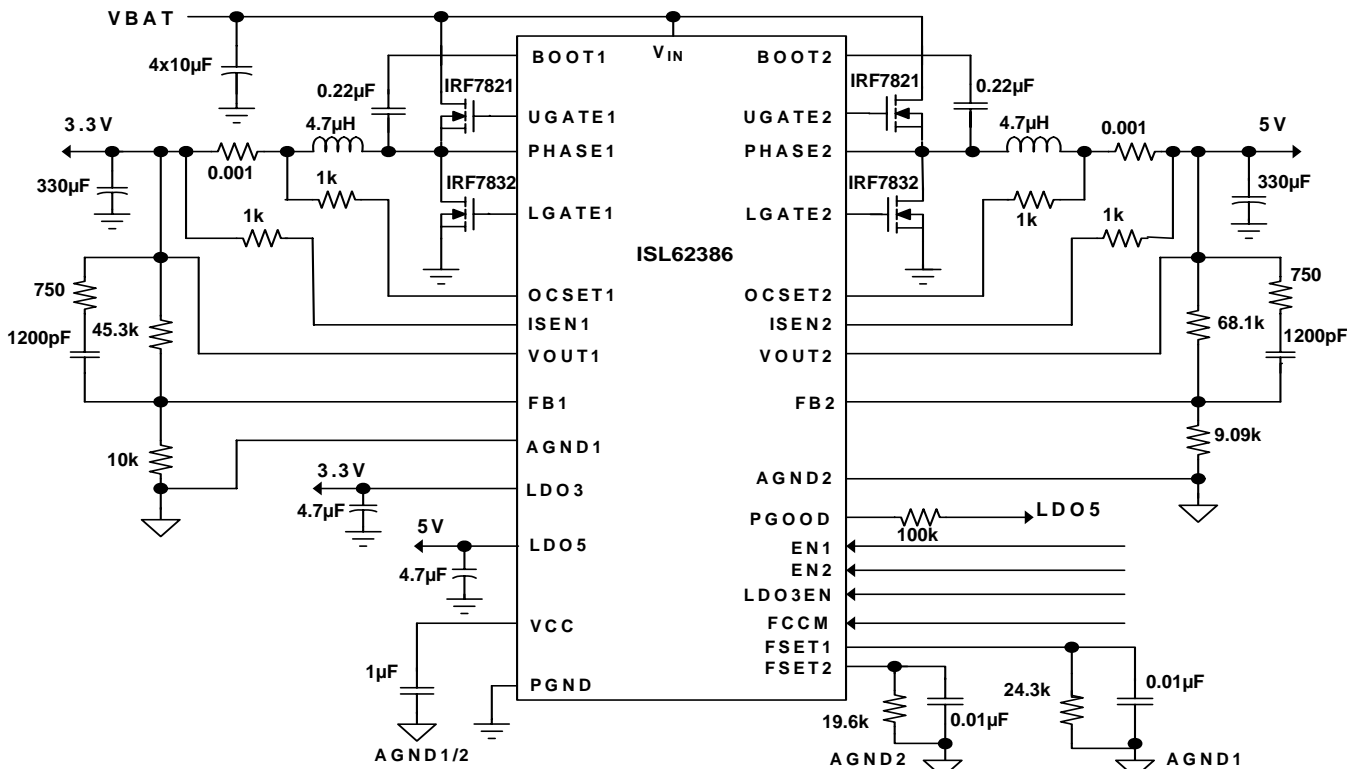 VBAT
4x10µF
3.3V
330µF
0.001
4.7µH
0.22µF
IRF7821
IRF7832
1k
1k
750
1200pF
45.3k
10k
3.3V
4.7µF
5V
4.7µF
1µF
AGND1/2
BOOT1
UGATE1
PHASE1
LGATE1
OCSET1
ISEN1
VOUT1
FB1
AGND1
LDO3
LDO5
VCC
PGND
VIN
ISL62386
BOOT2
UGATE2
PHASE2
LGATE2
OCSET2
ISEN2
VOUT2
FB2
AGND2
PGOOD
EN1
EN2
LDO3EN
FCCM
FSET1
FSET2
IRF7821
0.22µF
4.7µH
0.001
5V
IRF7832
330µF
1k
1k
750
68.1k
1200pF
9.09k
LDO5
100k
19.6k
0.01µF
AGND2
24.3k
0.01µF
AGND1